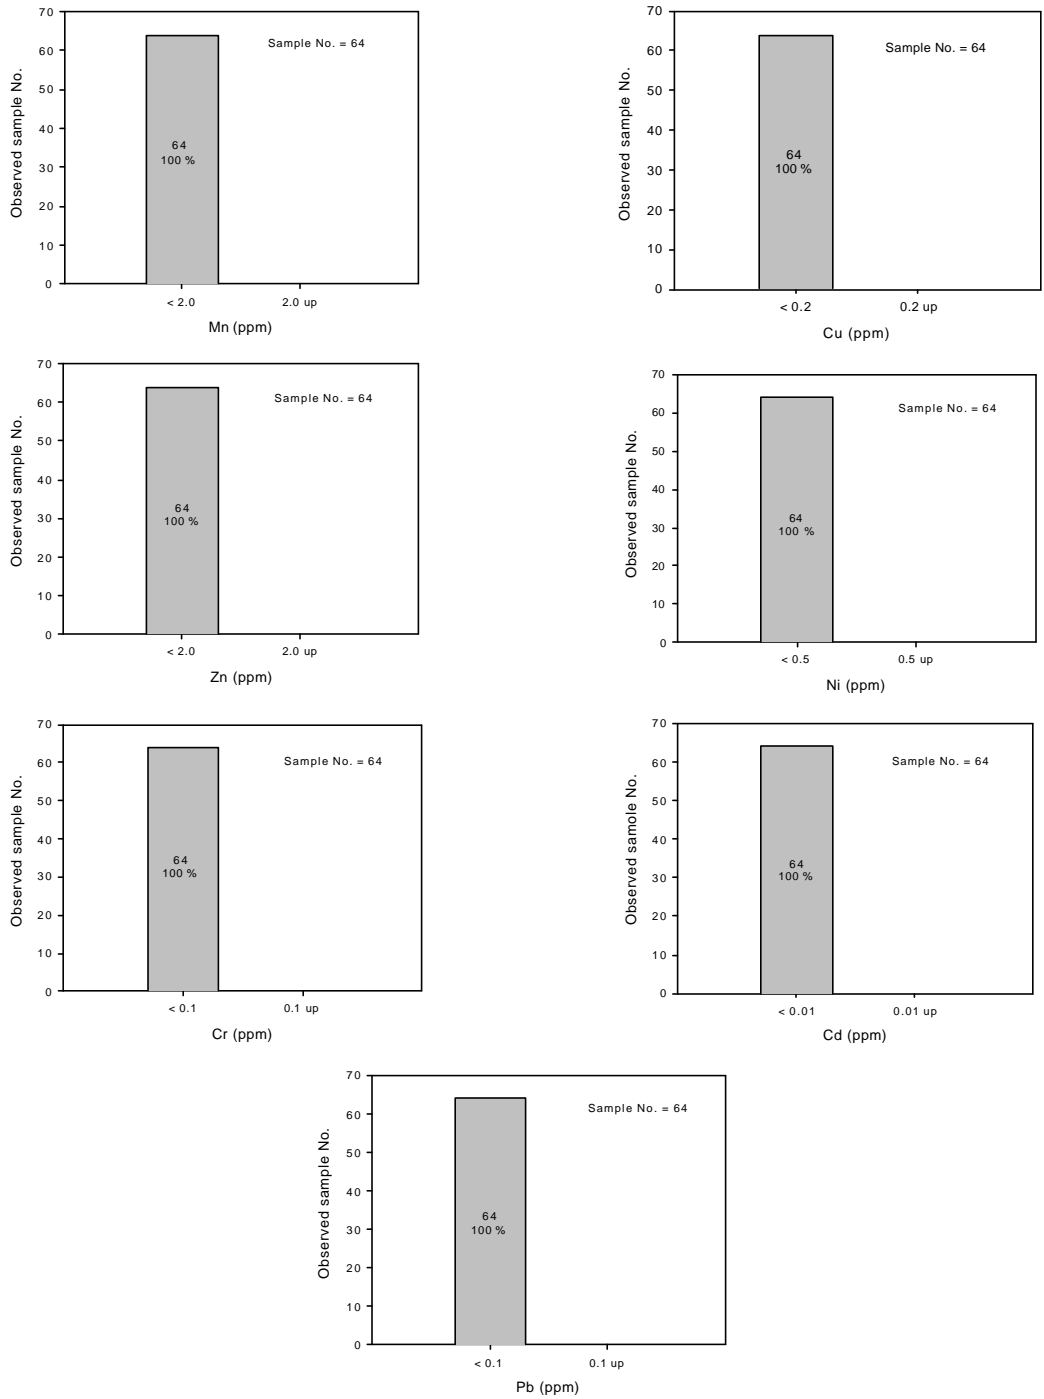 70
60
50
40
30
20
10
0
Observed sample No.
Sample No. = 64
64
100 %
< 2.0
2.0 up
Mn (ppm)
70
60
50
40
30
20
10
0
Observed sample No.
Sample No. = 64
64
100 %
< 0.2
0.2 up
Cu (ppm)
70
60
50
40
30
20
10
0
Observed sample No.
Sample No. = 64
64
100 %
< 2.0
2.0 up
Zn (ppm)
70
60
50
40
30
20
10
0
Observed sample No.
Sample No. = 64
64
100 %
< 0.5
0.5 up
Ni (ppm)
70
60
50
40
30
20
10
0
Observed sample No.
Sample No. = 64
64
100 %
< 0.1
0.1 up
Cr (ppm)
70
60
50
40
30
20
10
0
Observed samole No.
Sample No. = 64
64
100 %
< 0.01
0.01 up
Cd (ppm)
70
60
50
40
30
20
10
0
Observed sample No.
Sample No. = 64
64
100 %
< 0.1
0.1 up
Pb (ppm)